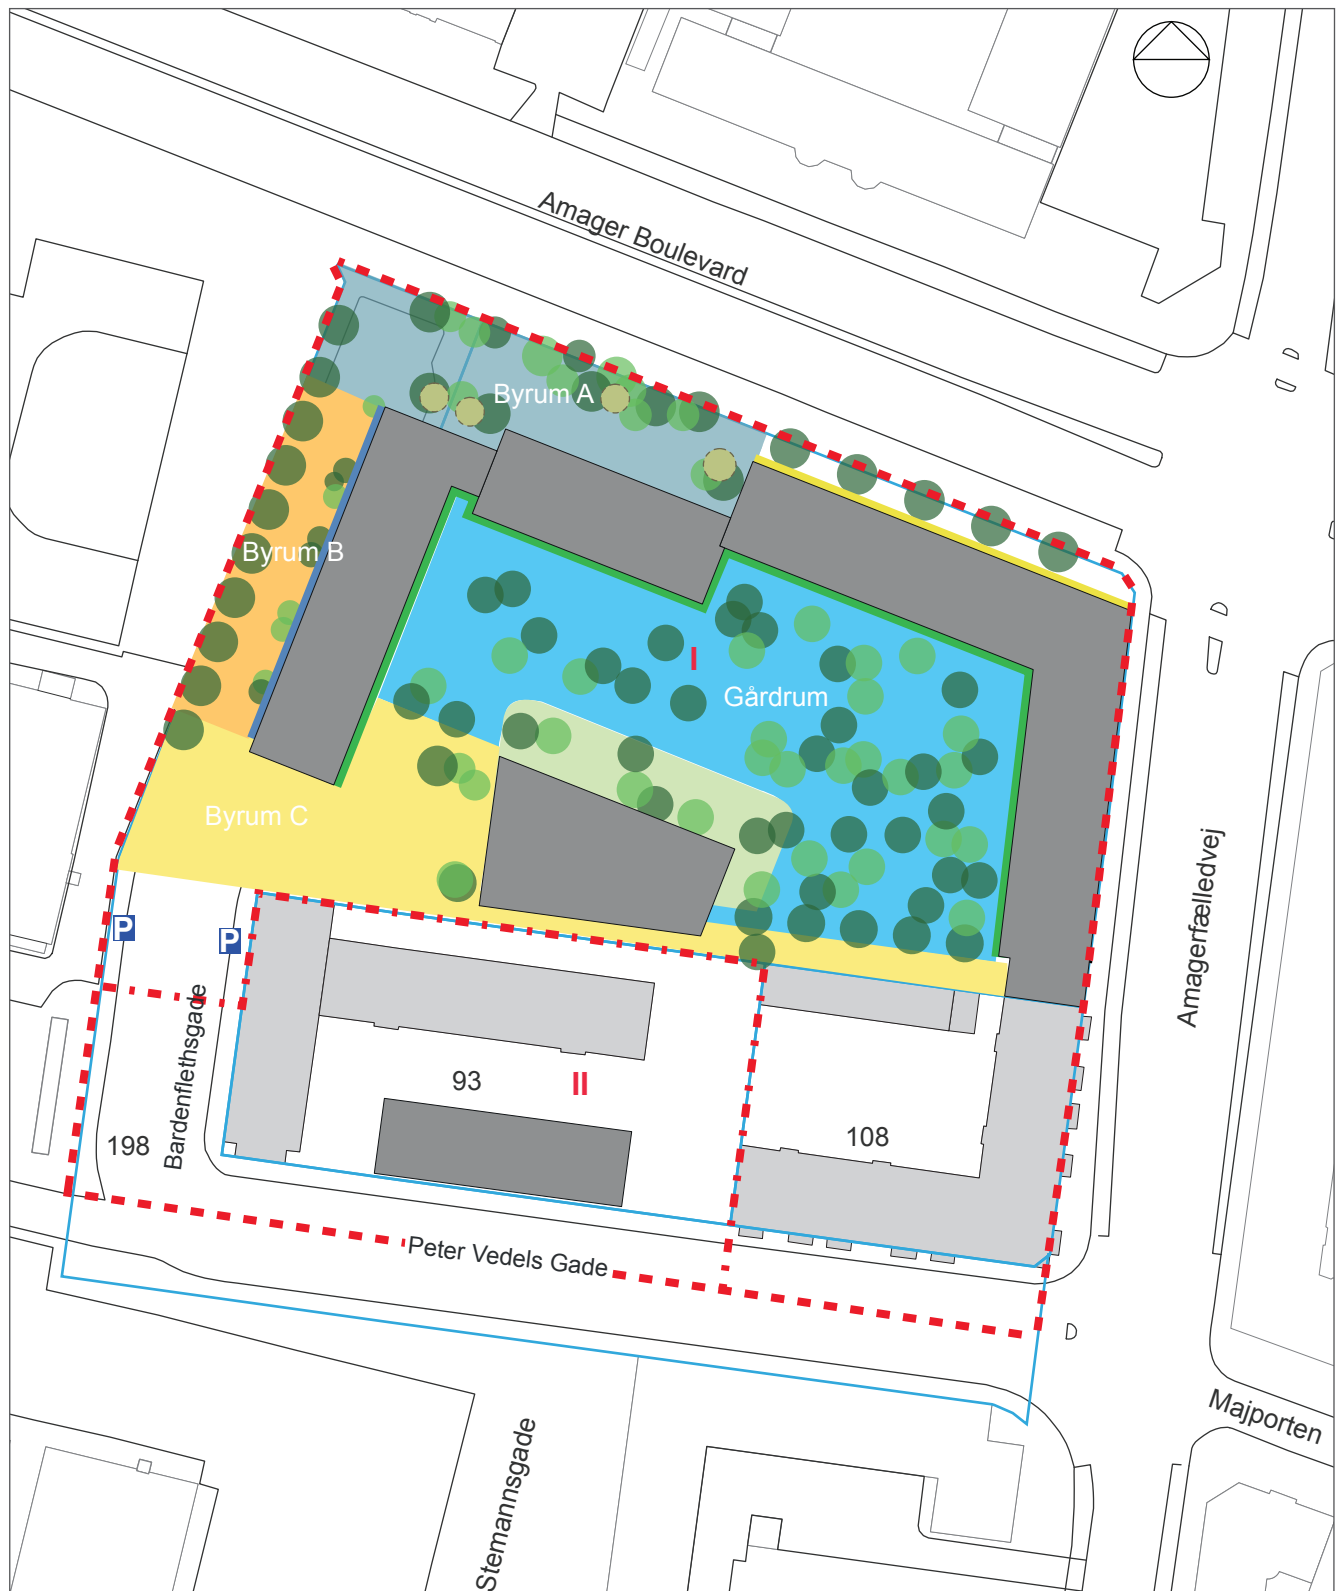 Amager Boulevard
Byrum A
Byrum B
I
Gårdrum
Byrum C
P
P
Amagerfælledvej
Bardenflethsgade
93
II
108
198
Peter Vedels Gade
Majporten
Stemannsgade